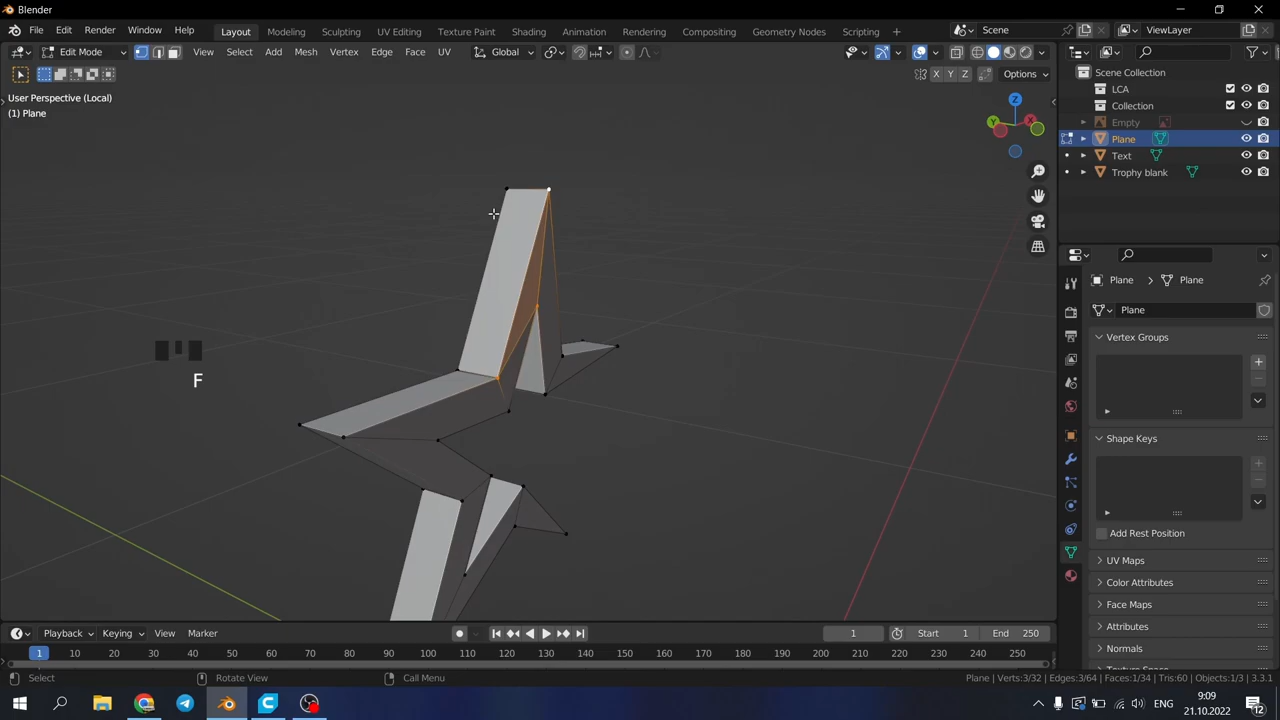 Blender
File Edit Render Window Help Layout Modeling Sculpting UV Editing Texture Paint Shading Animation Rendering Compositing Geometry Nodes Scripting + Scene ViewLayer
Edit Mode View Select Add Mesh Vertex Edge Face UV Global
X Y Z Options
User Perspective (Local)
(1) Plane
Z
Y
X
F
Scene Collection
LCA
Collection
Empty
Plane
Text
Trophy blank
Plane > Plane
Plane
Vertex Groups
Shape Keys
Add Rest Position
UV Maps
Color Attributes
Face Maps
Attributes
Normals
Texture Space
Playback Keying View Marker 1 Start 1 End 250
1 10 20 30 40 50 60 70 80 90 100 110 120 130 140 150 160 170 180 190 200 210 220 230 240 250
Select Rotate View Call Menu Plane | Verts:3/32 | Edges:3/64 | Faces:1/34 | Tris:60 | Objects:1/3 | 3.3.1
ENG 9:09
21.10.2022 12